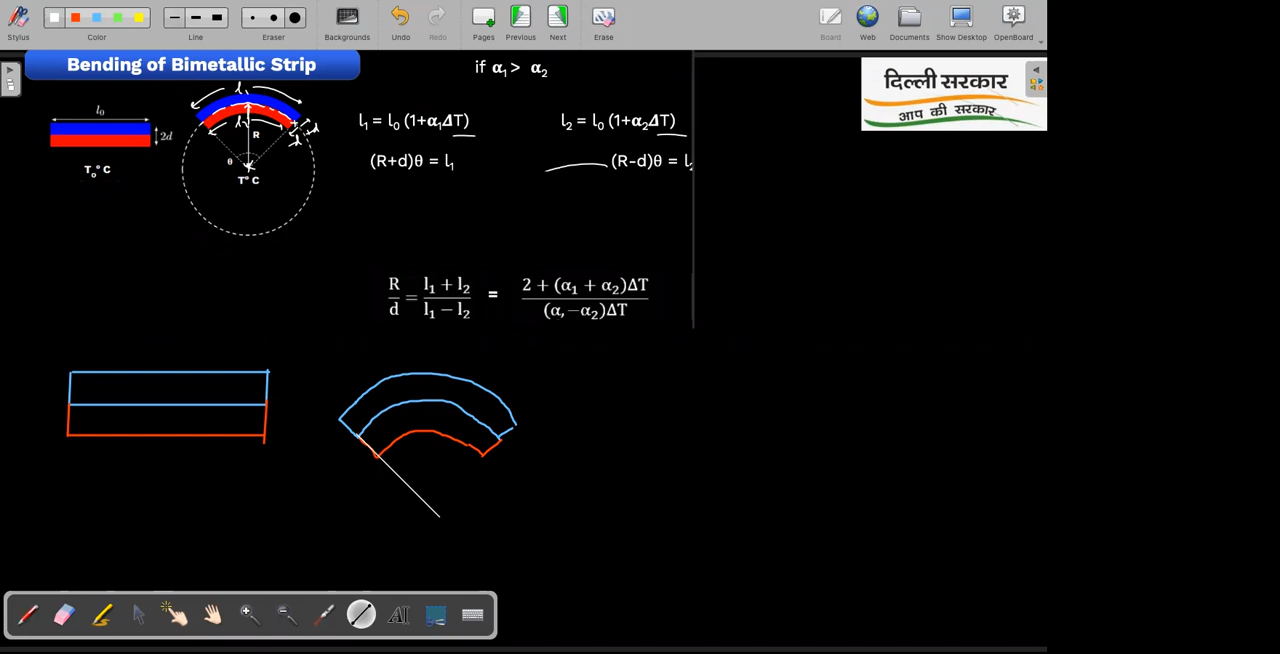 Stylus Color Line Eraser Backgrounds Undo Redo Pages Previous Next Erase Board Web Documents Show Desktop OpenBoard
Bending of Bimetallic Strip
if α₁ > α₂
दिल्ली सरकार
आप की सरकार
l₀
2d
T₀° C
l₁
R
θ
T° C
l₁ = l₀ (1+α₁ΔT)
l₂ = l₀ (1+α₂ΔT)
(R+d)θ = l₁
(R-d)θ = l₂
R/d = (l₁ + l₂)/(l₁ − l₂) = (2 + (α₁ + α₂)ΔT)/((α,−α₂)ΔT)
AI